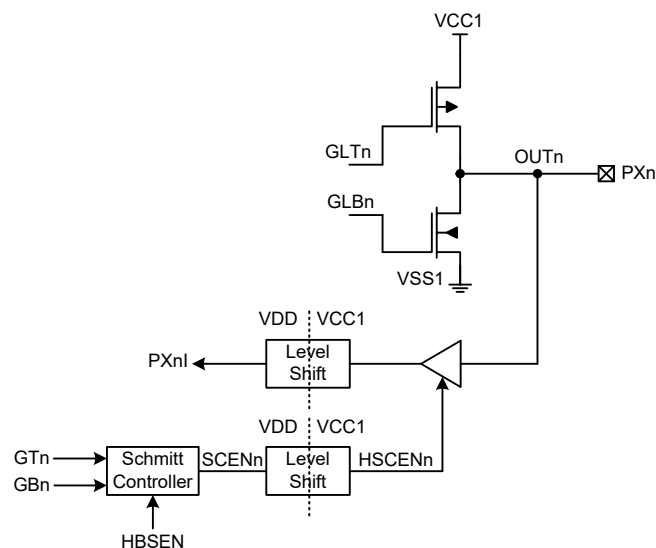 VCC1
GLTn
OUTn
PXn
GLBn
VSS1
VDD VCC1
PXnI
Level
Shift
VDD VCC1
GTn
GBn
Schmitt
Controller
SCENn
Level
Shift
HSCENn
HBSEN